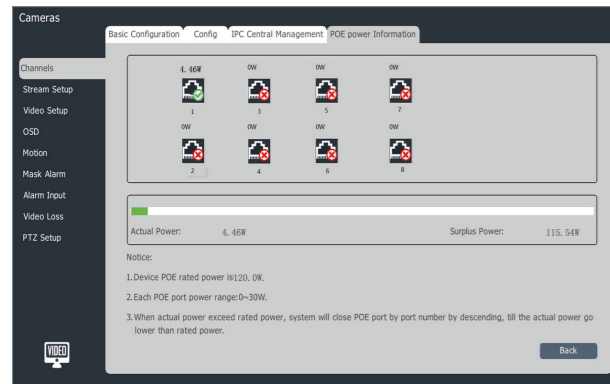 Cameras
Basic Configuration Config IPC Central Management POE power Information
Channels
Stream Setup
Video Setup
OSD
Motion
Mask Alarm
Alarm Input
Video Loss
PTZ Setup
4.46W 0W 0W 0W
1 3 5 7
0W 0W 0W 0W
2 4 6 8
Actual Power: 4.46W Surplus Power: 115.54W
Notice:
1.Device POE rated power is120.0W.
2.Each POE port power range:0~30W.
3.When actual power exceed rated power, system will close POE port by port number by descending, till the actual power go
lower than rated power.
VIDEO
Back